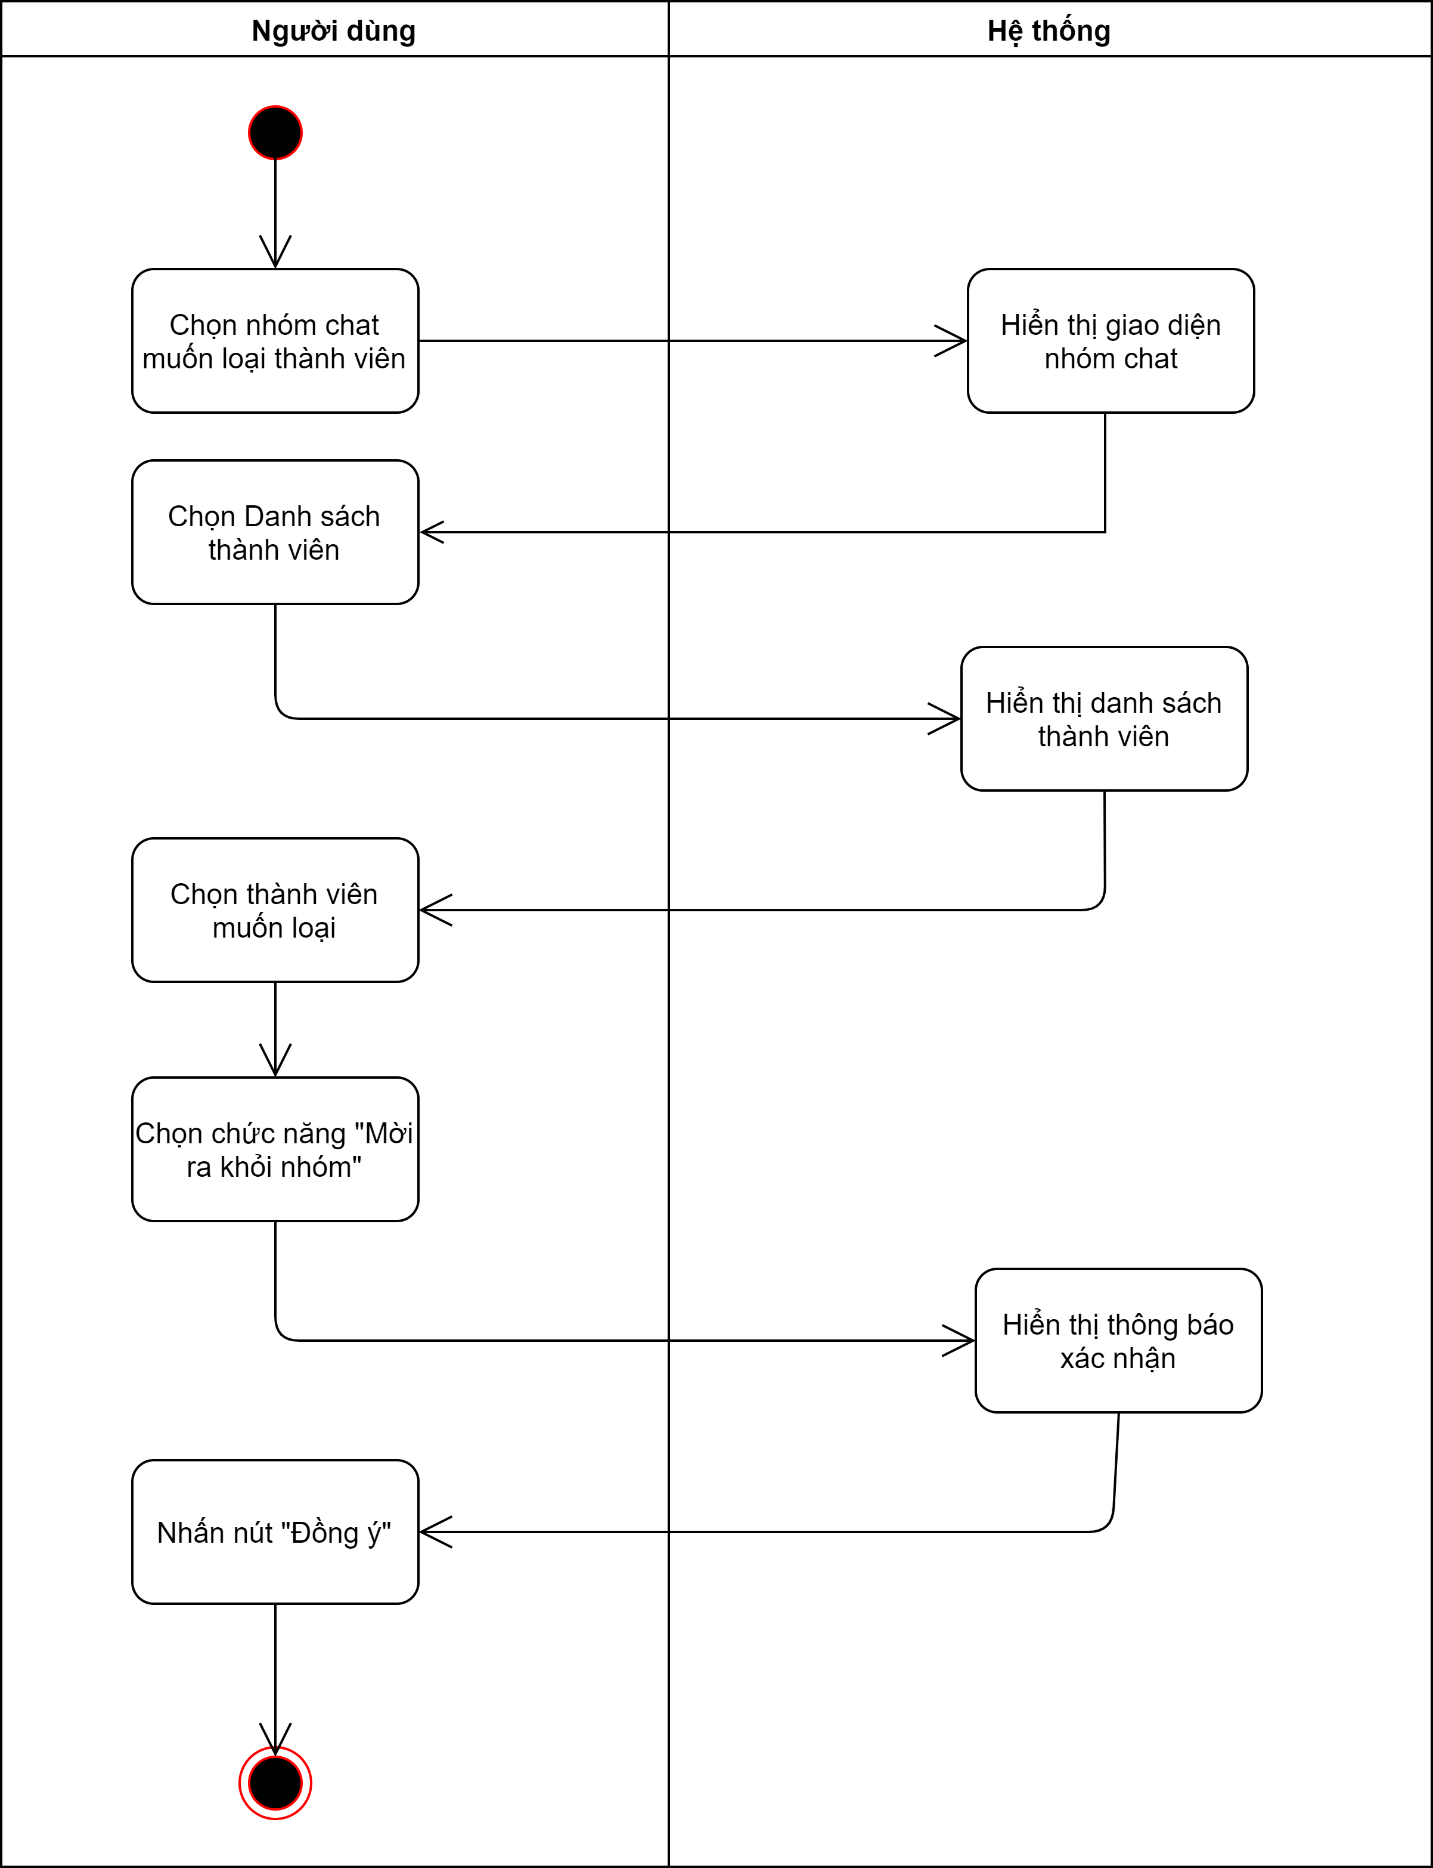 Người dùng
Hệ thống
Chọn nhóm chat
muốn loại thành viên
Hiển thị giao diện
nhóm chat
Chọn Danh sách
thành viên
Hiển thị danh sách
thành viên
Chọn thành viên
muốn loại
Chọn chức năng "Mời
ra khỏi nhóm"
Hiển thị thông báo
xác nhận
Nhấn nút "Đồng ý"